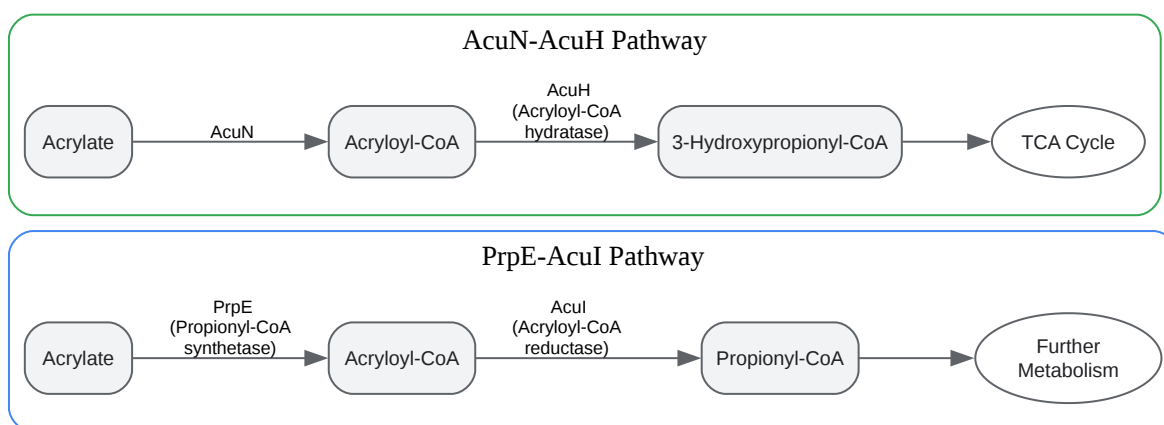 AcuN-AcuH Pathway
Acrylate
AcuN
Acryloyl-CoA
AcuH
(Acryloyl-CoA
hydratase)
3-Hydroxypropionyl-CoA
TCA Cycle
PrpE-AcuI Pathway
Acrylate
PrpE
(Propionyl-CoA
synthetase)
Acryloyl-CoA
AcuI
(Acryloyl-CoA
reductase)
Propionyl-CoA
Further
Metabolism